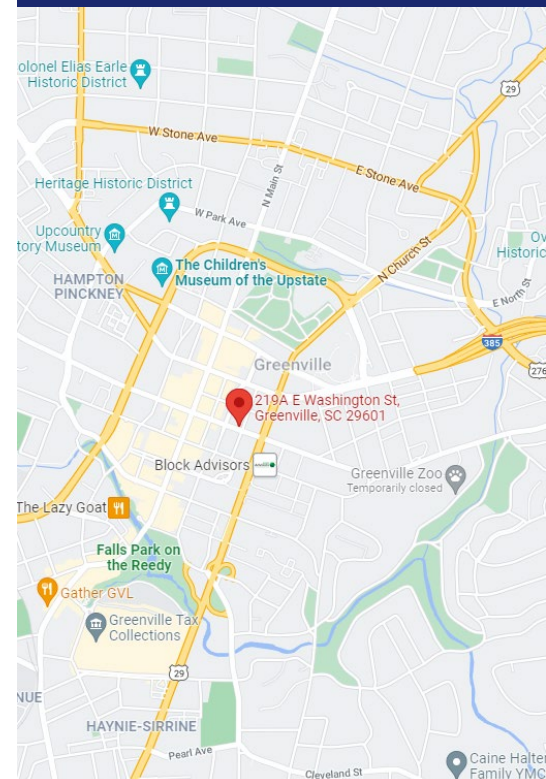 olonel Elias Earle
Historic District
29
W Stone Ave
E Stone Ave
Heritage Historic District
N Main St
W Park Ave
Upcountry
tory Museum
Ov
Historic
The Children's
Museum of the Upstate
N Church St
HAMPTON
PINCKNEY
E North St
385
276
Greenville
219A E Washington St,
Greenville, SC 29601
Block Advisors
Greenville Zoo
Temporarily closed
The Lazy Goat
Falls Park on
the Reedy
Gather GVL
Greenville Tax
Collections
29
NUE
HAYNIE-SIRRINE
Pearl Ave
Cleveland St
Caine Halter
Family YMC